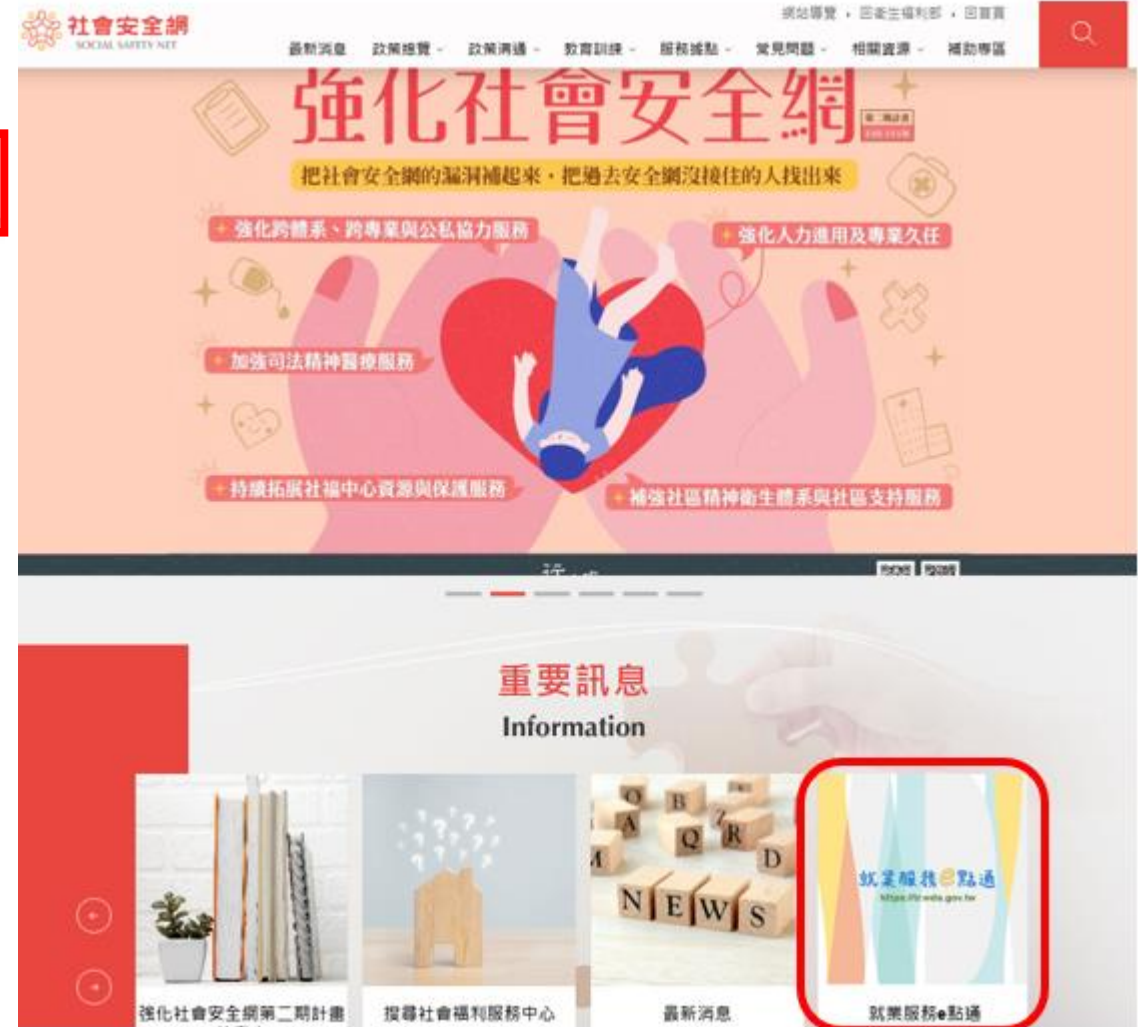 社會安全網
SOCIAL SAFETY NET
網站導覽
回衛生福利部
回首頁
最新消息
政策總覽
政策溝通
教育訓練
服務據點
常見問題
相關資源
補助專區
強化社會安全網
第二期計畫
把社會安全網的漏洞補起來・把過去安全網沒接住的人找出來
+ 強化跨體系、跨專業與公私協力服務
+ 強化人力進用及專業久任
+ 加強司法精神醫療服務
+ 持續拓展社福中心資源與保護服務
+ 補強社區精神衛生體系與社區支持服務
重要訊息
Information
NEWS
就業服務e點通
強化社會安全網第二期計畫
搜尋社會福利服務中心
最新消息
就業服務e點通